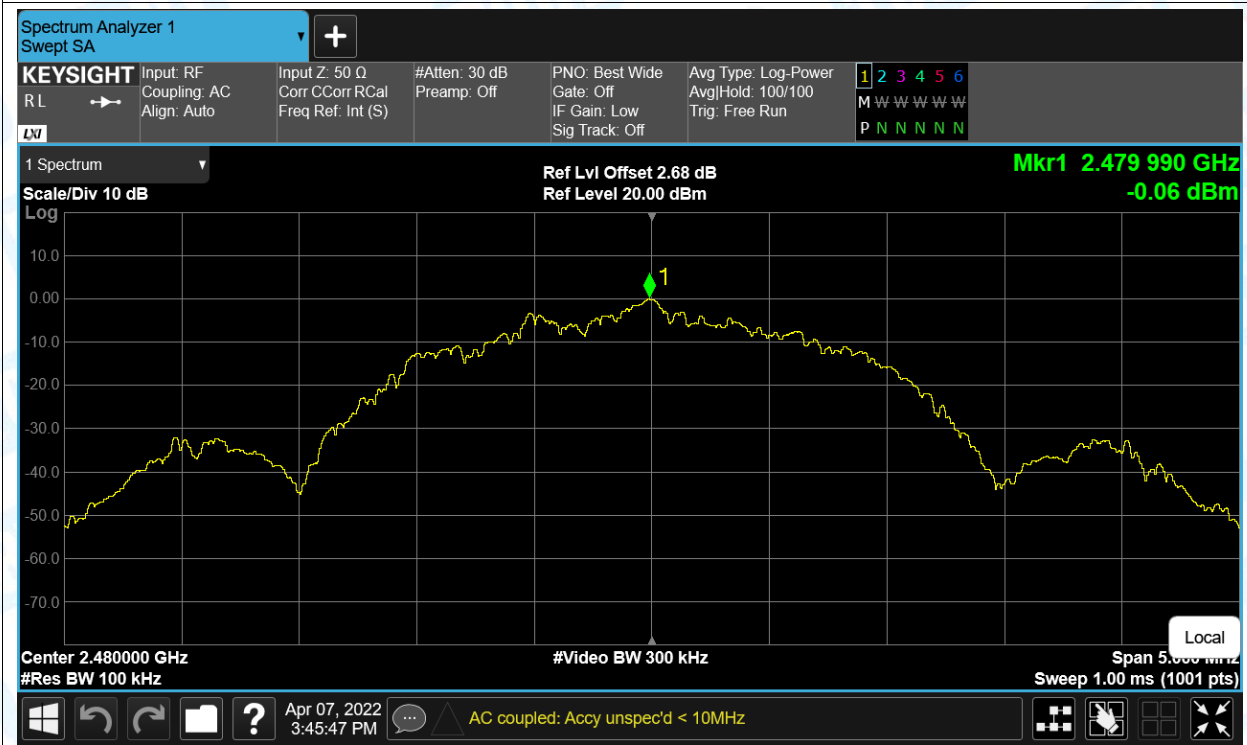 Spectrum Analyzer 1
Swept SA
+
KEYSIGHT
R L
LXI
Input: RF
Coupling: AC
Align: Auto
Input Z: 50 Ω
Corr CCorr RCal
Freq Ref: Int (S)
#Atten: 30 dB
Preamp: Off
PNO: Best Wide
Gate: Off
IF Gain: Low
Sig Track: Off
Avg Type: Log-Power
Avg|Hold: 100/100
Trig: Free Run
1 2 3 4 5 6
M W W W W W
P N N N N N
1 Spectrum
Scale/Div 10 dB
Log
Ref Lvl Offset 2.68 dB
Ref Level 20.00 dBm
Mkr1 2.479 990 GHz
-0.06 dBm
1
10.0
0.00
-10.0
-20.0
-30.0
-40.0
-50.0
-60.0
-70.0
Local
Center 2.480000 GHz
#Res BW 100 kHz
#Video BW 300 kHz
Span 5.000 MHz
Sweep 1.00 ms (1001 pts)
?
Apr 07, 2022
3:45:47 PM
AC coupled: Accy unspec'd < 10MHz